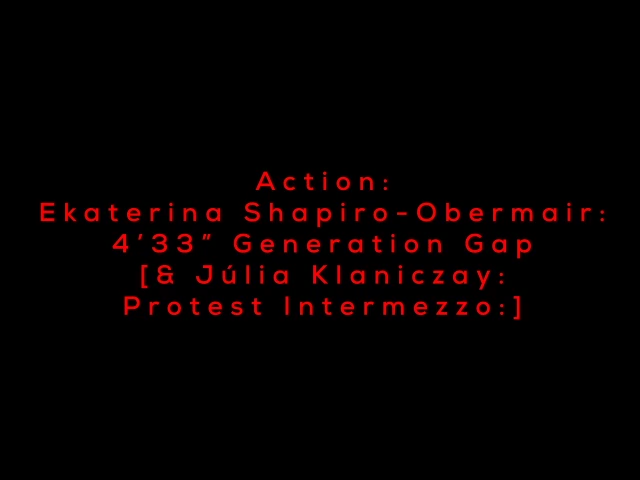 Action:
Ekaterina Shapiro-Obermair:
4’33” Generation Gap
[& Júlia Klaniczay:
Protest Intermezzo:]